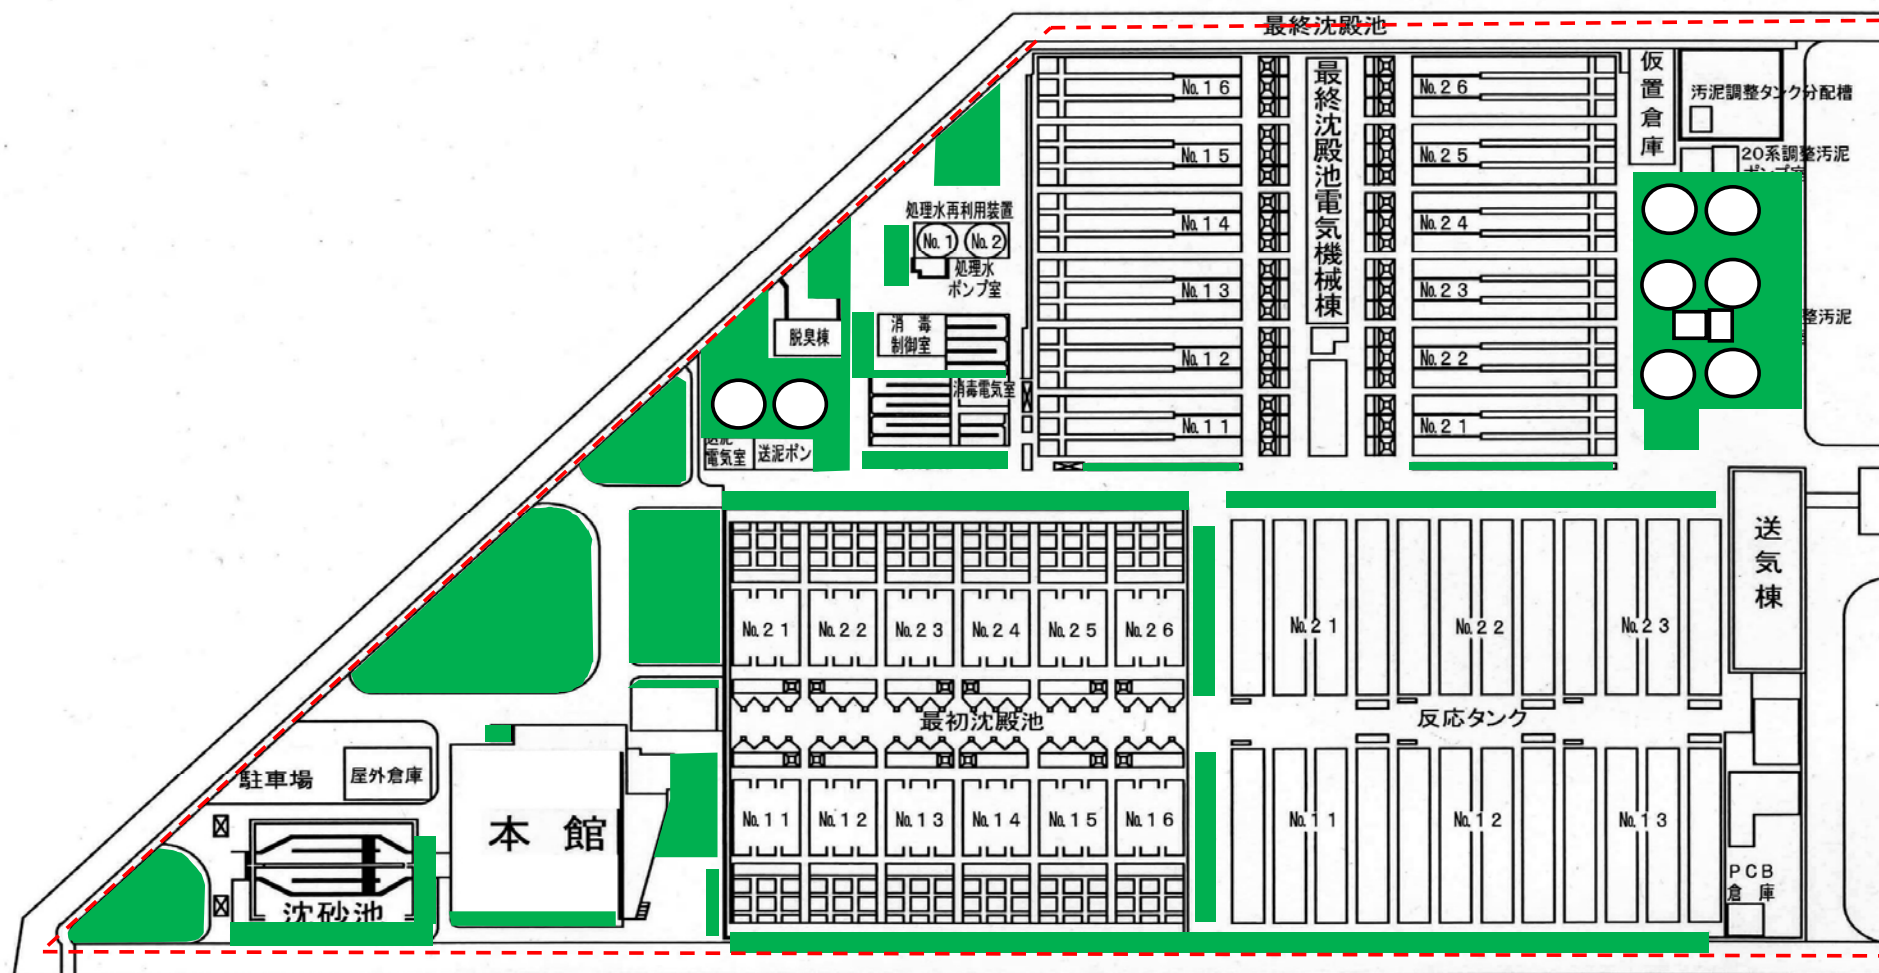 最終沈殿池
No.16
No.15
No.14
No.13
No.12
No.11
最終沈殿池電気機械棟
No.26
No.25
No.24
No.23
No.22
No.21
仮置倉庫
汚泥調整タンク分配槽
20系調整汚泥
ポンプ室
整汚泥
処理水再利用装置
No.1
No.2
処理水
ポンプ室
脱臭棟
消毒
制御室
消毒電気室
送泥
電気室
送泥ポン
No.21
No.22
No.23
No.24
No.25
No.26
最初沈殿池
No.11
No.12
No.13
No.14
No.15
No.16
No.21
No.22
No.23
反応タンク
No.11
No.12
No.13
送気棟
PCB
倉庫
駐車場
屋外倉庫
本館
沈砂池